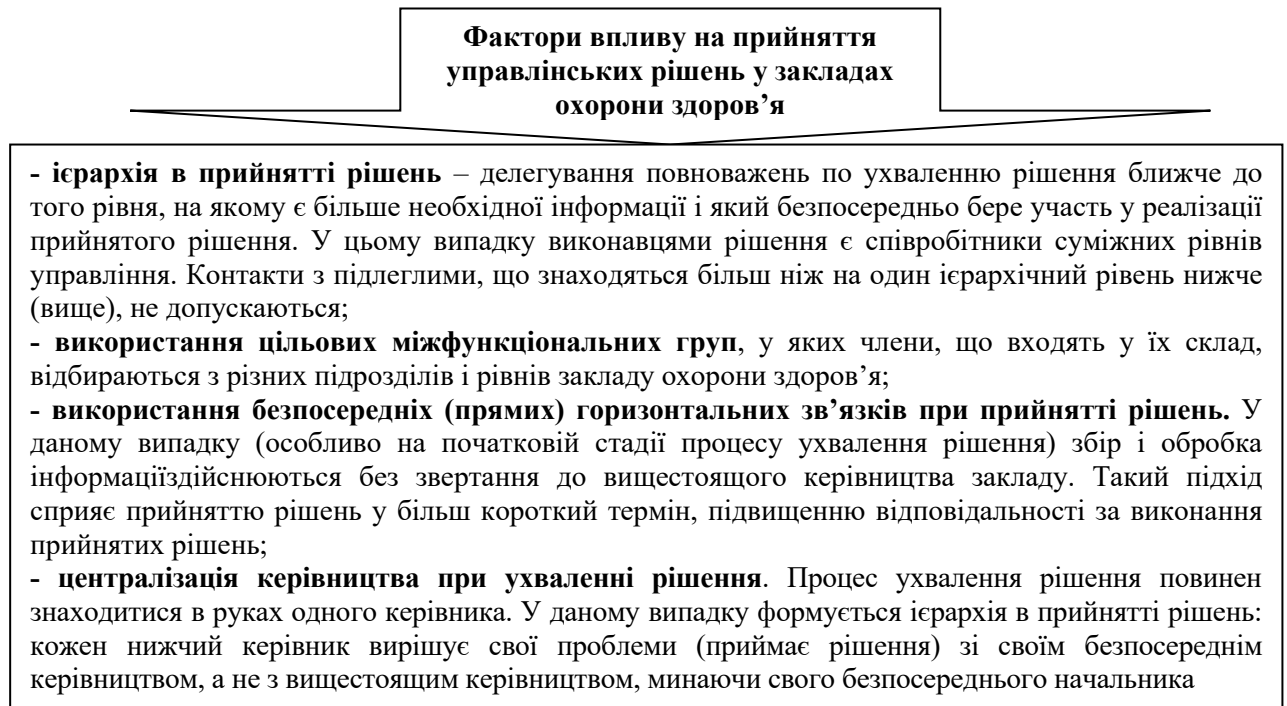 Фактори впливу на прийняття
управлінських рішень у закладах
охорони здоров’я
- ієрархія в прийнятті рішень – делегування повноважень по ухваленню рішення ближче до
того рівня, на якому є більше необхідної інформації і який безпосередньо бере участь у реалізації
прийнятого рішення. У цьому випадку виконавцями рішення є співробітники суміжних рівнів
управління. Контакти з підлеглими, що знаходяться більш ніж на один ієрархічний рівень нижче
(вище), не допускаються;
- використання цільових міжфункціональних груп, у яких члени, що входять у їх склад,
відбираються з різних підрозділів і рівнів закладу охорони здоров’я;
- використання безпосередніх (прямих) горизонтальних зв’язків при прийнятті рішень. У
даному випадку (особливо на початковій стадії процесу ухвалення рішення) збір і обробка
інформаціїздійснюються без звертання до вищестоящого керівництва закладу. Такий підхід
сприяє прийняттю рішень у більш короткий термін, підвищенню відповідальності за виконання
прийнятих рішень;
- централізація керівництва при ухваленні рішення. Процес ухвалення рішення повинен
знаходитися в руках одного керівника. У даному випадку формується ієрархія в прийнятті рішень:
кожен нижчий керівник вирішує свої проблеми (приймає рішення) зі своїм безпосереднім
керівництвом, а не з вищестоящим керівництвом, минаючи свого безпосереднього начальника